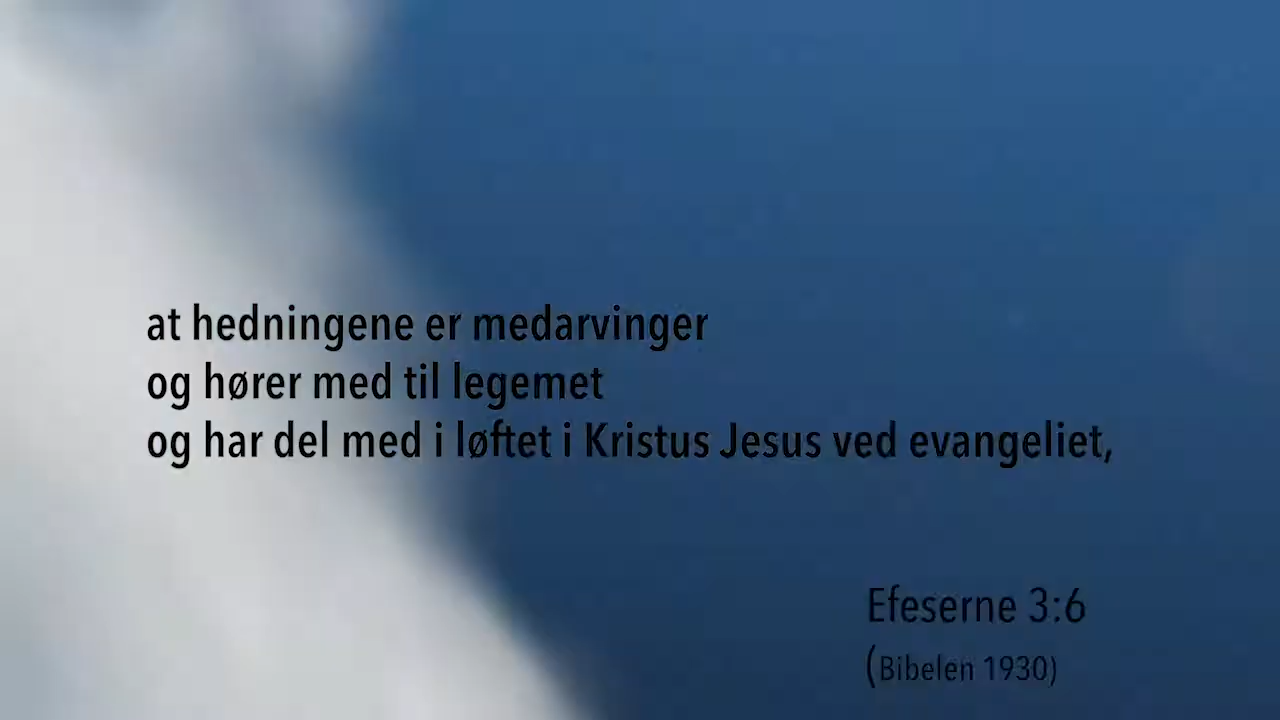 at hedningene er medarvinger
og hører med til legemet
og har del med i løftet i Kristus Jesus ved evangeliet,
Efeserne 3:6
(Bibelen 1930)